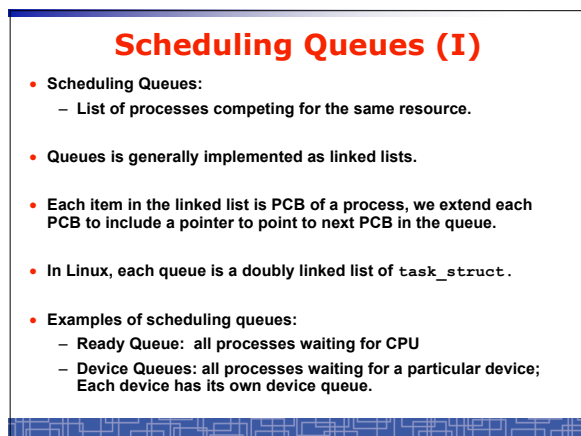 Scheduling Queues (I)
• Scheduling Queues:
– List of processes competing for the same resource.
• Queues is generally implemented as linked lists.
• Each item in the linked list is PCB of a process, we extend each
PCB to include a pointer to point to next PCB in the queue.
• In Linux, each queue is a doubly linked list of task_struct.
• Examples of scheduling queues:
– Ready Queue: all processes waiting for CPU
– Device Queues: all processes waiting for a particular device;
Each device has its own device queue.